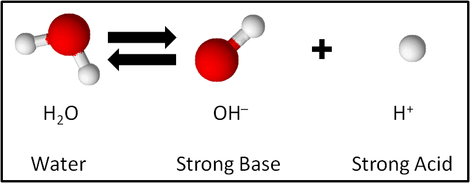 +
H₂O OH⁻ H⁺
Water Strong Base Strong Acid